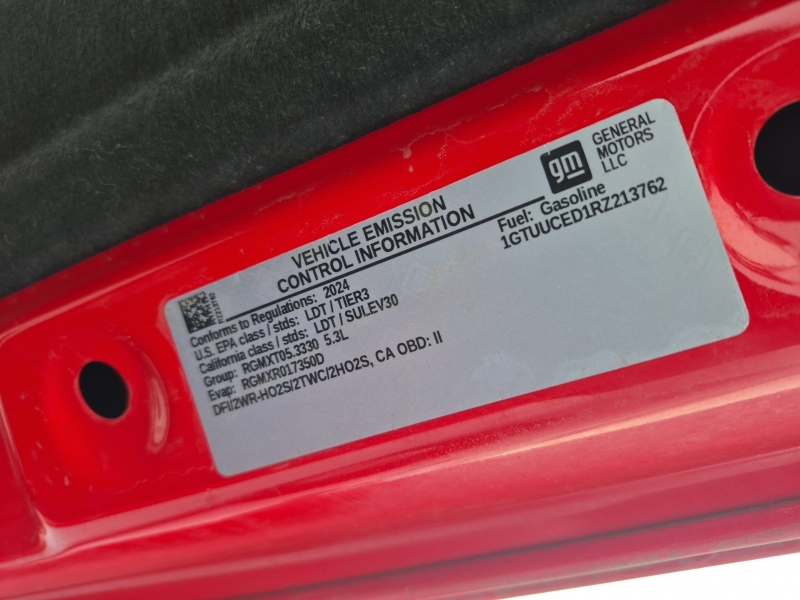 gm
GENERAL
MOTORS
LLC
VEHICLE EMISSION
CONTROL INFORMATION
Fuel: Gasoline
1GTUUCED1RZ213762
Conforms to Regulations: 2024
U.S. EPA class / stds: LDT / TIER3
California class / stds: LDT / SULEV30
Group: RGMXT05.3330 5.3L
Evap: RGMXR017350D
DFI/2WR-HO2S/2TWC/2HO2S, CA OBD: II